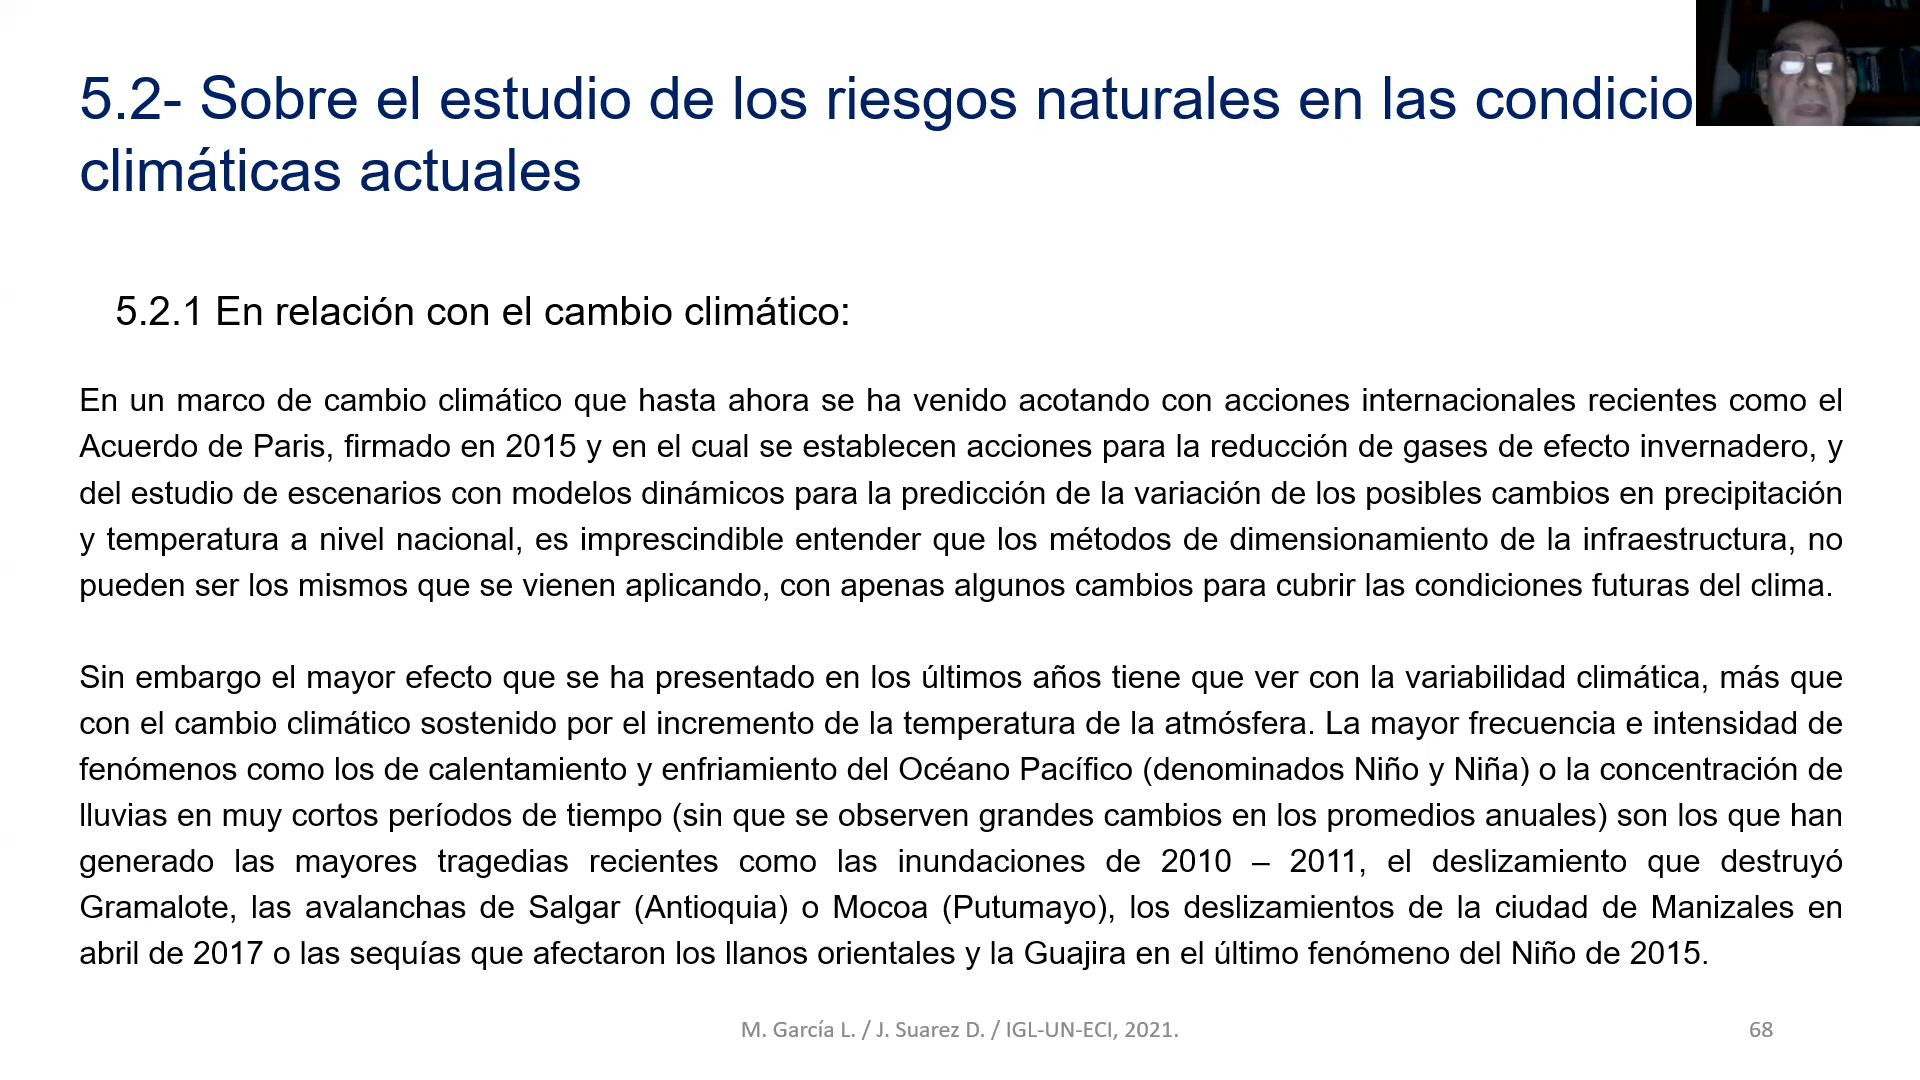 5.2- Sobre el estudio de los riesgos naturales en las condicio
climáticas actuales
5.2.1 En relación con el cambio climático:
En un marco de cambio climático que hasta ahora se ha venido acotando con acciones internacionales recientes como el
Acuerdo de Paris, firmado en 2015 y en el cual se establecen acciones para la reducción de gases de efecto invernadero, y
del estudio de escenarios con modelos dinámicos para la predicción de la variación de los posibles cambios en precipitación
y temperatura a nivel nacional, es imprescindible entender que los métodos de dimensionamiento de la infraestructura, no
pueden ser los mismos que se vienen aplicando, con apenas algunos cambios para cubrir las condiciones futuras del clima.
Sin embargo el mayor efecto que se ha presentado en los últimos años tiene que ver con la variabilidad climática, más que
con el cambio climático sostenido por el incremento de la temperatura de la atmósfera. La mayor frecuencia e intensidad de
fenómenos como los de calentamiento y enfriamiento del Océano Pacífico (denominados Niño y Niña) o la concentración de
lluvias en muy cortos períodos de tiempo (sin que se observen grandes cambios en los promedios anuales) son los que han
generado las mayores tragedias recientes como las inundaciones de 2010 – 2011, el deslizamiento que destruyó
Gramalote, las avalanchas de Salgar (Antioquia) o Mocoa (Putumayo), los deslizamientos de la ciudad de Manizales en
abril de 2017 o las sequías que afectaron los llanos orientales y la Guajira en el último fenómeno del Niño de 2015.
M. García L. / J. Suarez D. / IGL-UN-ECI, 2021.
68